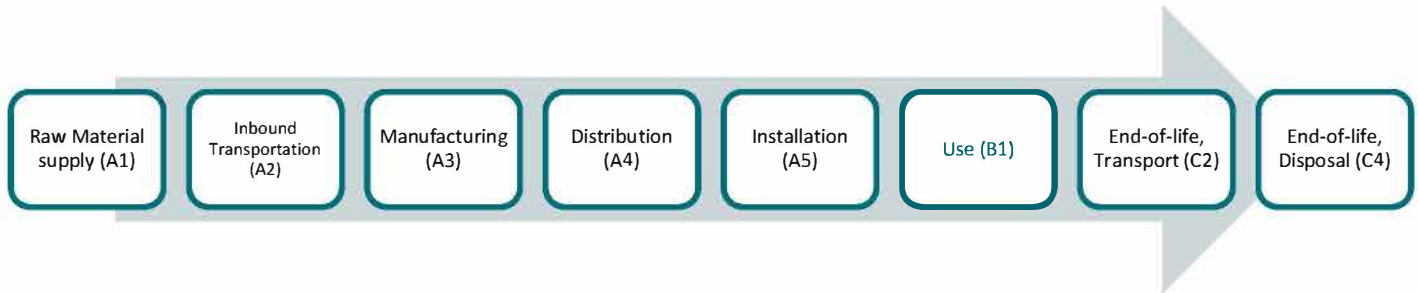 Raw Material
supply (A1)
Inbound
Transportation
(A2)
Manufacturing
(A3)
Distribution
(A4)
Installation
(A5)
Use (B1)
End-of-life,
Transport (C2)
End-of-life,
Disposal (C4)